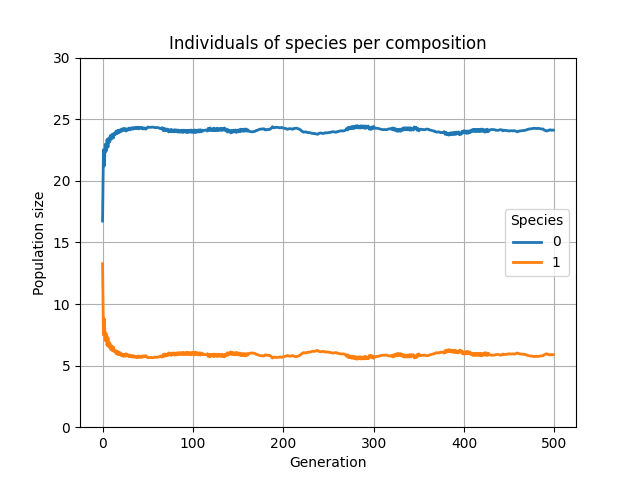 Individuals of species per composition
Population size
30
25
20
15
10
5
0
Species
0
1
0 100 200 300 400 500
Generation